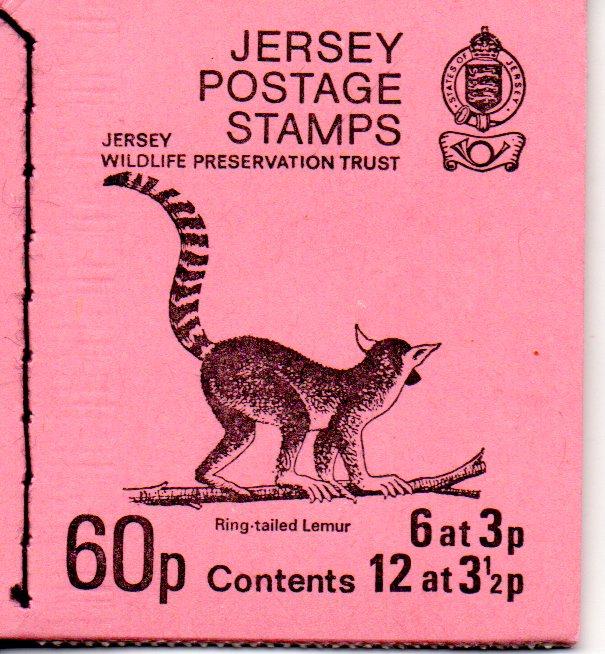 JERSEY
POSTAGE
STAMPS
STATES OF JERSEY
JERSEY
WILDLIFE PRESERVATION TRUST
Ring-tailed Lemur
60p Contents 6 at 3p
12 at 3½p